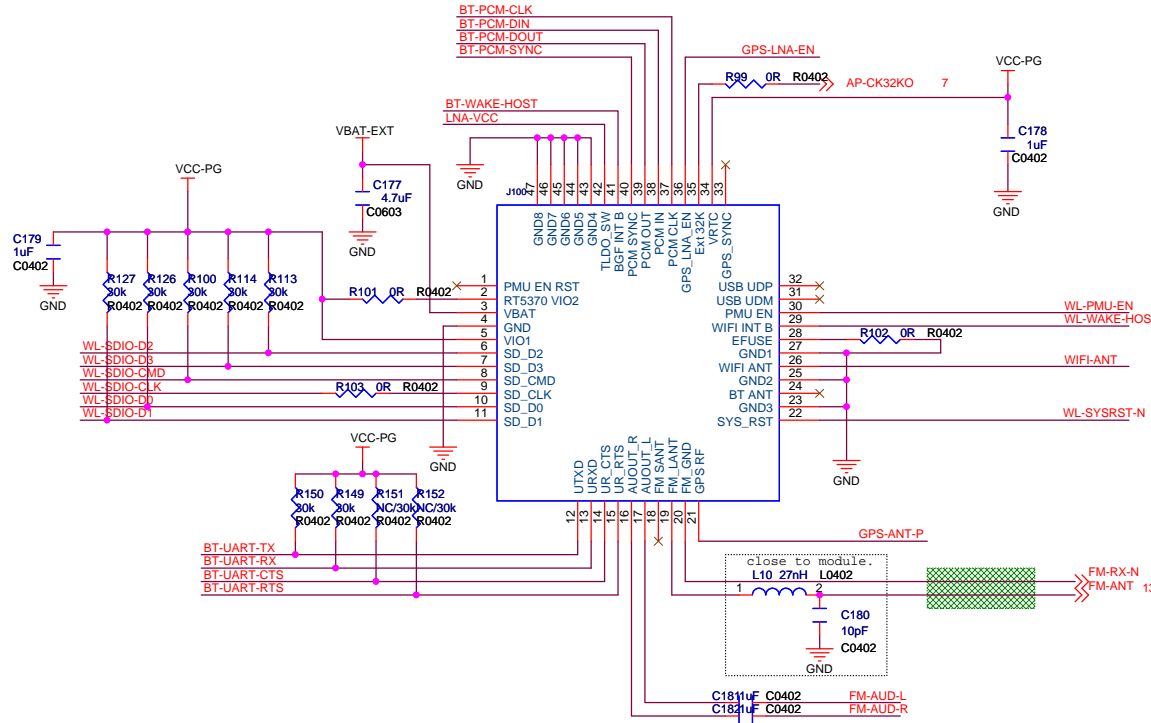 BT-PCM-CLK
BT-PCM-DIN
BT-PCM-DOUT
BT-PCM-SYNC
GPS-LNA-EN
R99 0R R0402
AP-CK32KO 7
VCC-PG
BT-WAKE-HOST
LNA-VCC
C178
1uF
C0402
GND
VBAT-EXT
C177
4.7uF
C0603
GND
GND
VCC-PG
C179
1uF
C0402
GND
R127
30k
R0402
R126
30k
R0402
R100
30k
R0402
R114
30k
R0402
R113
30k
R0402
R101 0R R0402
J100
47 46 45 44 43 42 41 40 39 38 37 36 35 34 33
GND8
GND7
GND6
GND5
GND4
TLDO_SW
BGF INT B
PCM SYNC
PCM OUT
PCM IN
PCM CLK
GPS_LNA_EN
Ext32K
VRTC
GPS_SYNC
1 PMU EN RST
2 RT5370 VIO2
3 VBAT
4 GND
5 VIO1
6 SD_D2
7 SD_D3
8 SD_CMD
9 SD_CLK
10 SD_D0
11 SD_D1
USB UDP 32
USB UDM 31
PMU EN 30
WIFI INT B 29
EFUSE 28
GND1 27
WIFI ANT 26
GND2 25
BT ANT 24
GND3 23
SYS_RST 22
WL-PMU-EN
WL-WAKE-HOS
R102 0R R0402
WIFI-ANT
WL-SYSRST-N
GND
WL-SDIO-D2
WL-SDIO-D3
WL-SDIO-CMD
WL-SDIO-CLK
WL-SDIO-D0
WL-SDIO-D1
R103 0R R0402
GND
UTXD
URXD
UR_CTS
UR_RTS
AUOUT_R
AUOUT_L
FM SANT
FM_LANT
FM_GND
GPS RF
12 13 14 15 16 17 18 19 20 21
VCC-PG
R150
30k
R0402
R149
30k
R0402
R151
NC/30k
R0402
R152
NC/30k
R0402
BT-UART-TX
BT-UART-RX
BT-UART-CTS
BT-UART-RTS
GPS-ANT-P
close to module.
L10 27nH L0402
1 2
C180
10pF
C0402
GND
FM-RX-N
FM-ANT
C181 1uF C0402 FM-AUD-L
C182 1uF C0402 FM-AUD-R